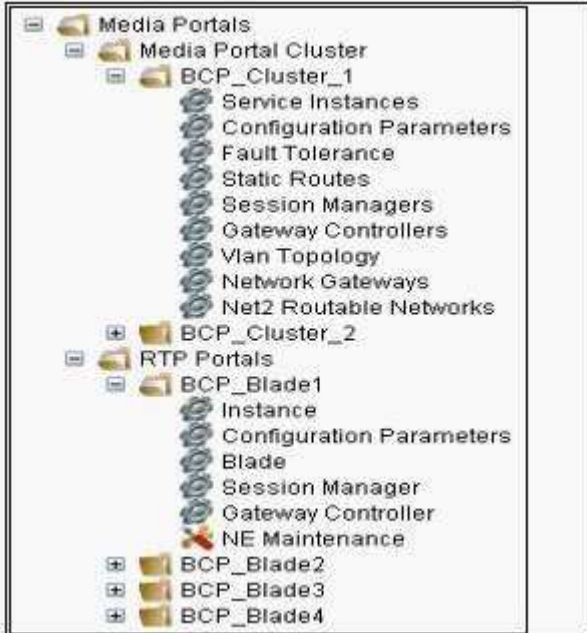 Media Portals
Media Portal Cluster
BCP_Cluster_1
Service Instances
Configuration Parameters
Fault Tolerance
Static Routes
Session Managers
Gateway Controllers
Vlan Topology
Network Gateways
Net2 Routable Networks
BCP_Cluster_2
RTP Portals
BCP_Blade1
Instance
Configuration Parameters
Blade
Session Manager
Gateway Controller
NE Maintenance
BCP_Blade2
BCP_Blade3
BCP_Blade4